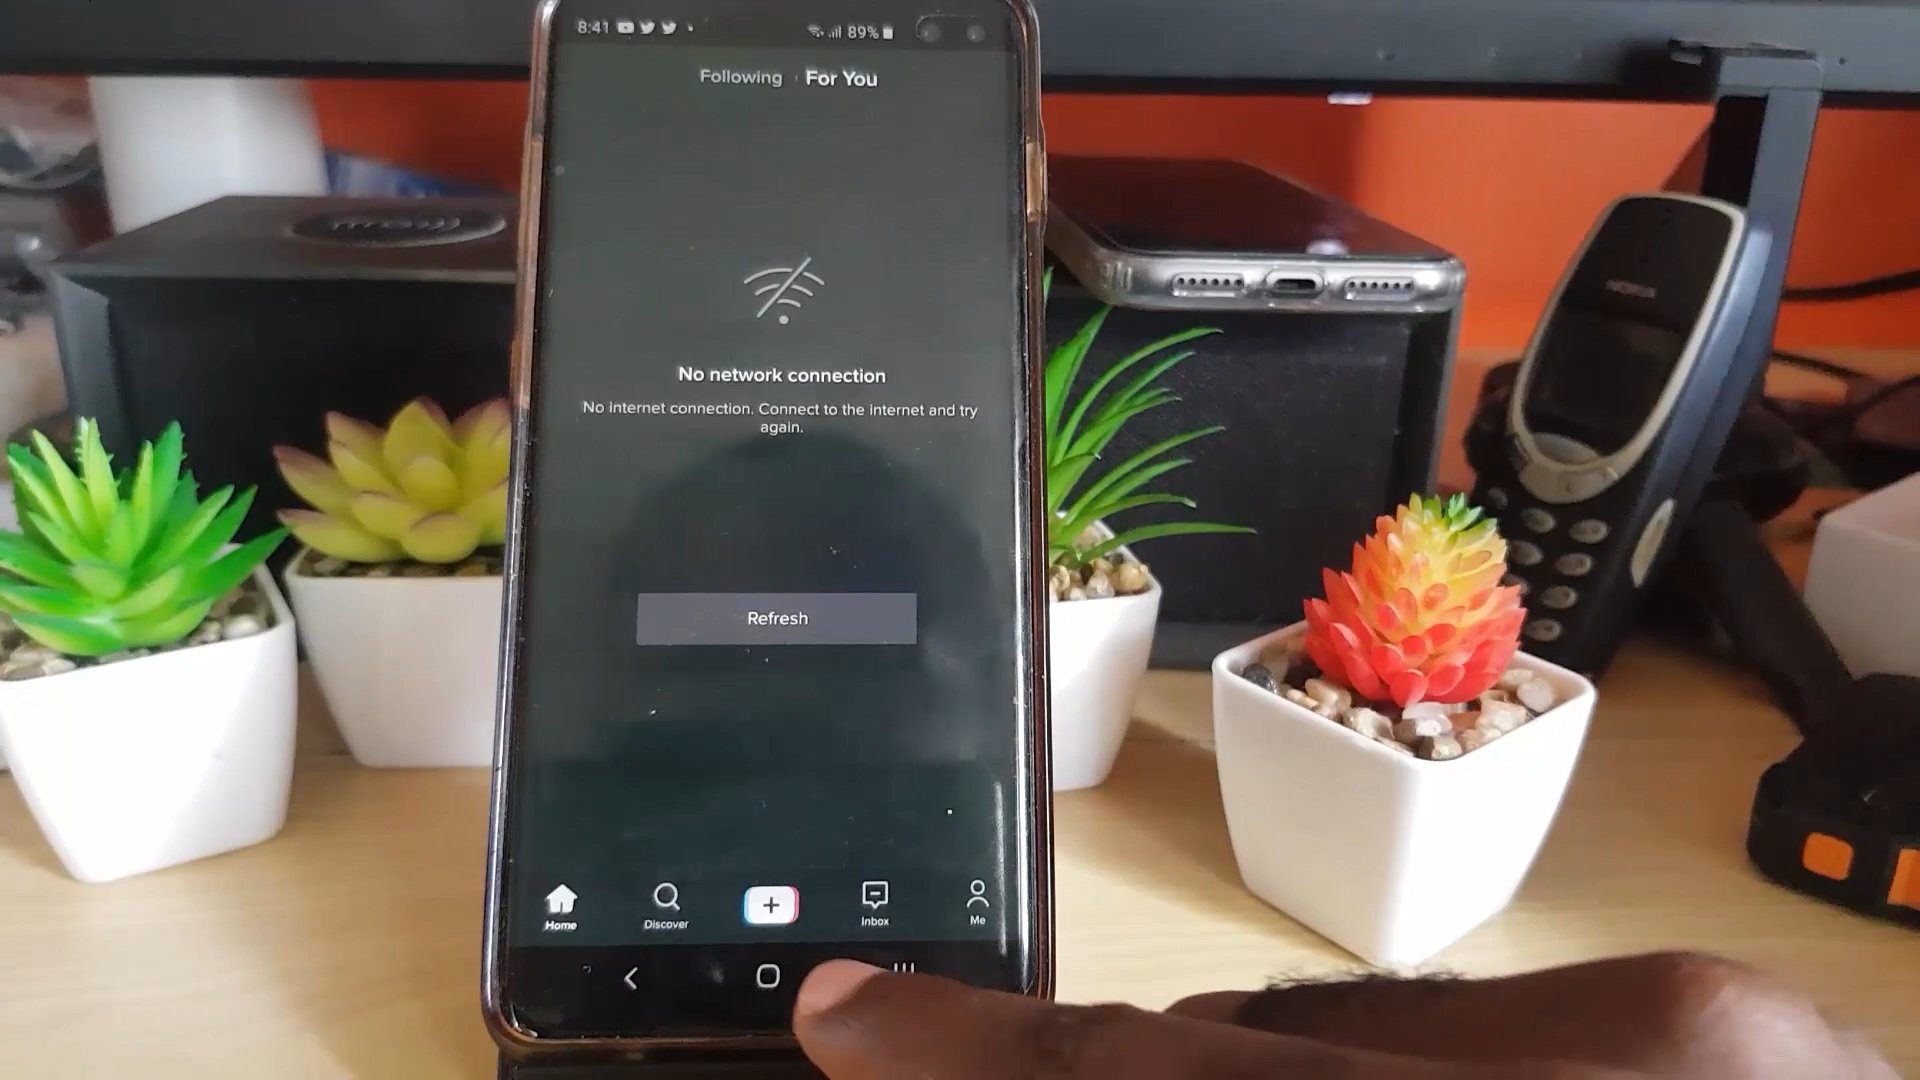 8:41
89%
Following
For You
No network connection
No internet connection. Connect to the internet and try
again.
Refresh
Home
Discover
Inbox
Me
NOKIA